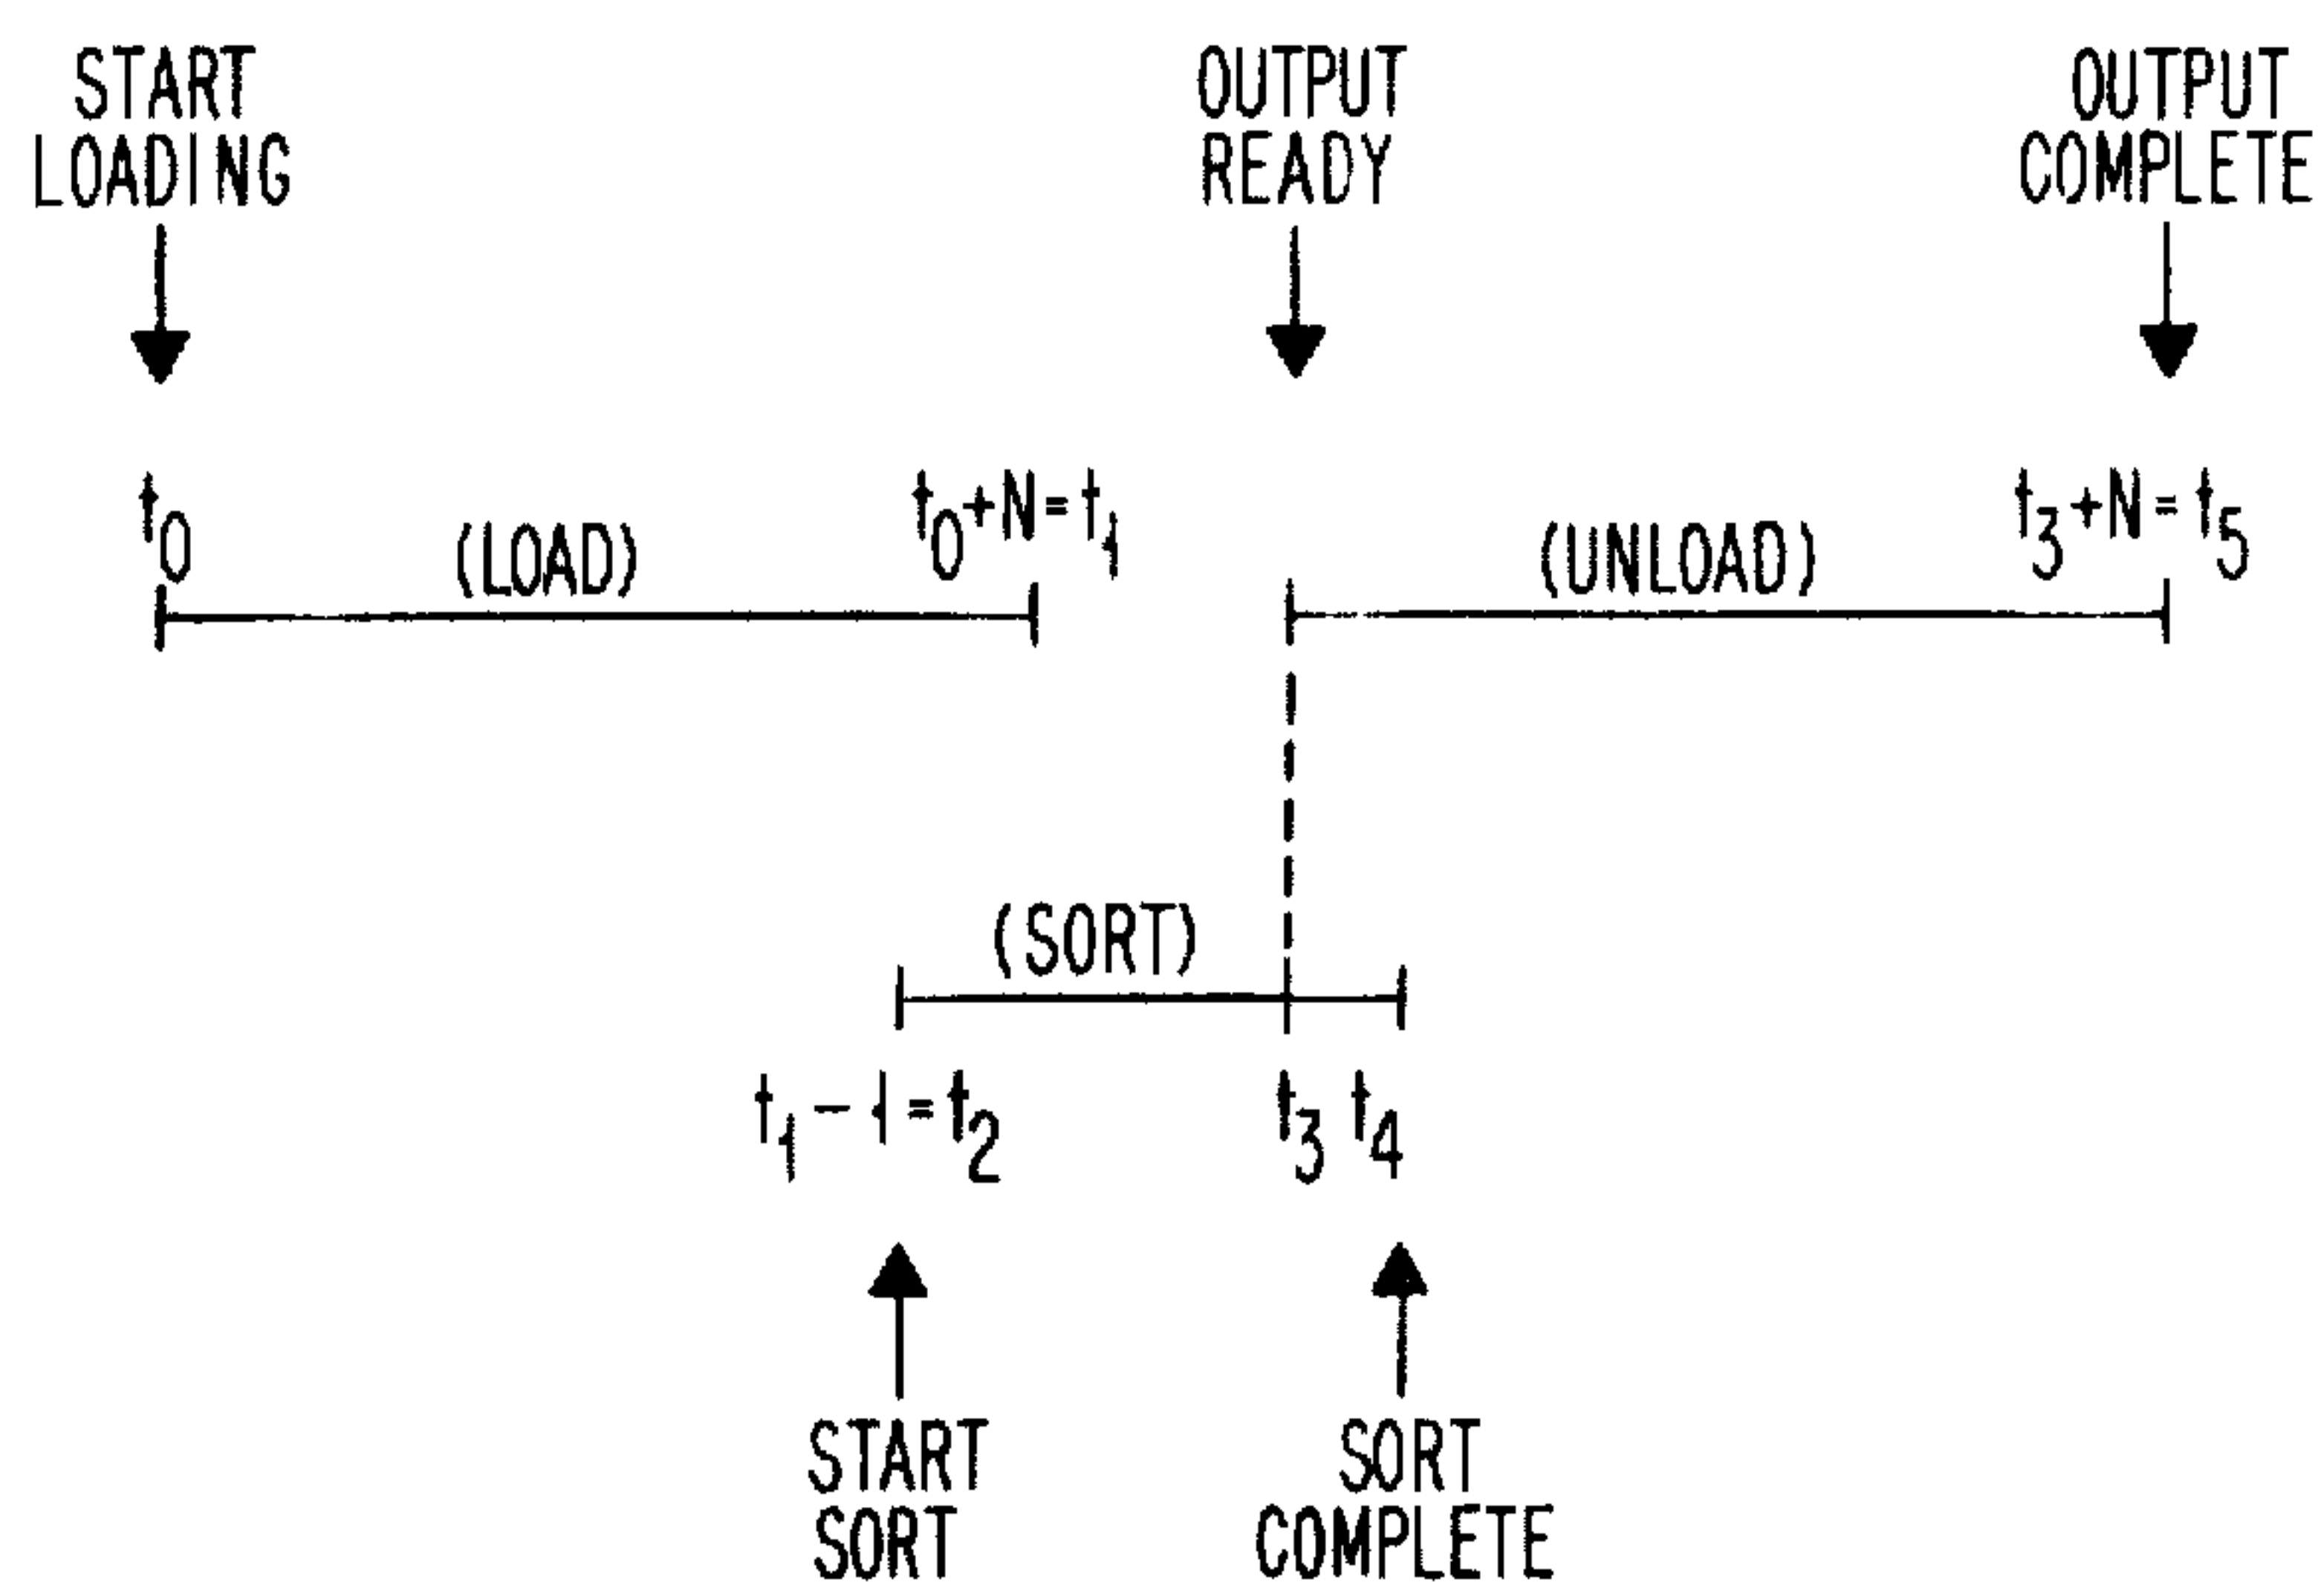 START
LOADING
OUTPUT
READY
OUTPUT
COMPLETE
t0
(LOAD)
t0+N=t1
(UNLOAD)
t3+N=t5
(SORT)
t1-1=t2
t3
t4
START
SORT
SORT
COMPLETE